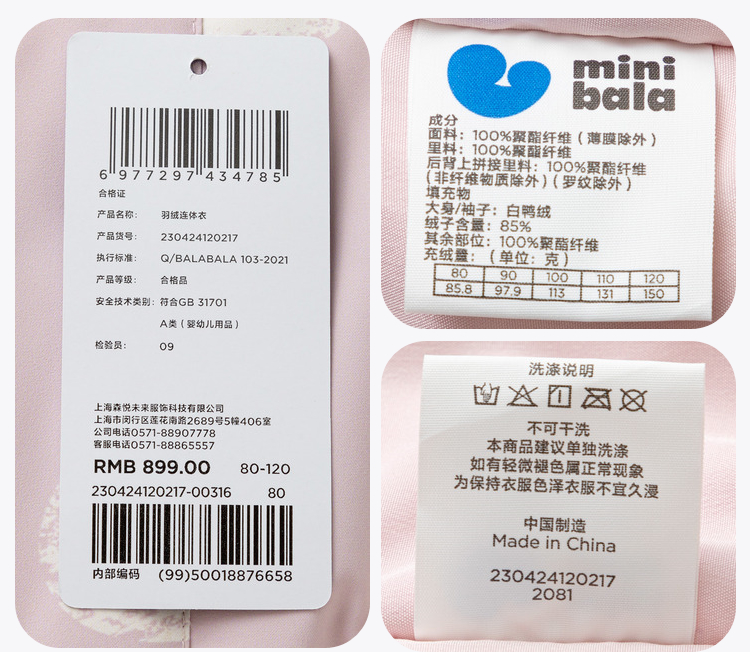 6 977297 434785
合格证
产品名称: 羽绒连体衣
产品货号: 230424120217
执行标准: Q/BALABALA 103-2021
产品等级: 合格品
安全技术类别: 符合GB 31701
A类（婴幼儿用品）
检验员: 09
上海森悦未来服饰科技有限公司
上海市闵行区莲花南路2689号5幢406室
公司电话0571-88907778
客服电话0571-88865557
RMB 899.00 80-120
230424120217-00316 80
内部编码 (99)50018876658
mini
bala
成分
面料: 100%聚酯纤维（薄膜除外）
里料: 100%聚酯纤维
后背上拼接里料: 100%聚酯纤维
(非纤维物质除外)(罗纹除外)
填充物
大身/袖子: 白鸭绒
绒子含量: 85%
其余部位: 100%聚酯纤维
充绒量:（单位: 克）
80 90 100 110 120
85.8 97.9 113 131 150
洗涤说明
不可干洗
本商品建议单独洗涤
如有轻微褪色属正常现象
为保持衣服色泽衣服不宜久浸
中国制造
Made in China
230424120217
2081